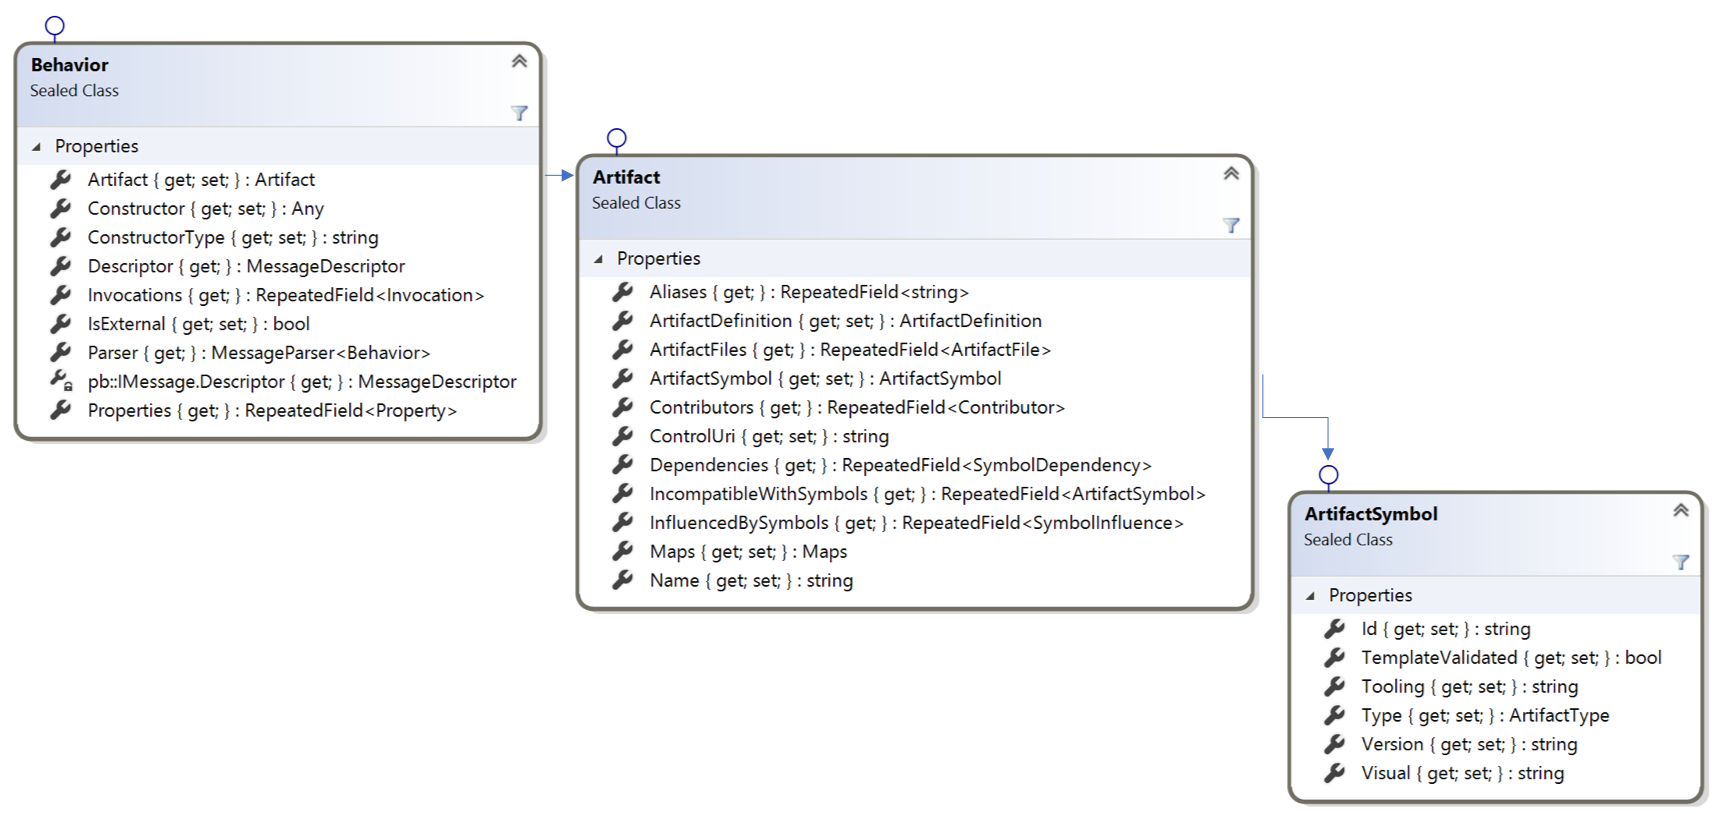 Behavior
Sealed Class
Properties
Artifact { get; set; } : Artifact
Constructor { get; set; } : Any
ConstructorType { get; set; } : string
Descriptor { get; } : MessageDescriptor
Invocations { get; } : RepeatedField<Invocation>
IsExternal { get; set; } : bool
Parser { get; } : MessageParser<Behavior>
pb::IMessage.Descriptor { get; } : MessageDescriptor
Properties { get; } : RepeatedField<Property>
Artifact
Sealed Class
Properties
Aliases { get; } : RepeatedField<string>
ArtifactDefinition { get; set; } : ArtifactDefinition
ArtifactFiles { get; } : RepeatedField<ArtifactFile>
ArtifactSymbol { get; set; } : ArtifactSymbol
Contributors { get; } : RepeatedField<Contributor>
ControlUri { get; set; } : string
Dependencies { get; } : RepeatedField<SymbolDependency>
IncompatibleWithSymbols { get; } : RepeatedField<ArtifactSymbol>
InfluencedBySymbols { get; } : RepeatedField<SymbolInfluence>
Maps { get; set; } : Maps
Name { get; set; } : string
ArtifactSymbol
Sealed Class
Properties
Id { get; set; } : string
TemplateValidated { get; set; } : bool
Tooling { get; set; } : string
Type { get; set; } : ArtifactType
Version { get; set; } : string
Visual { get; set; } : string